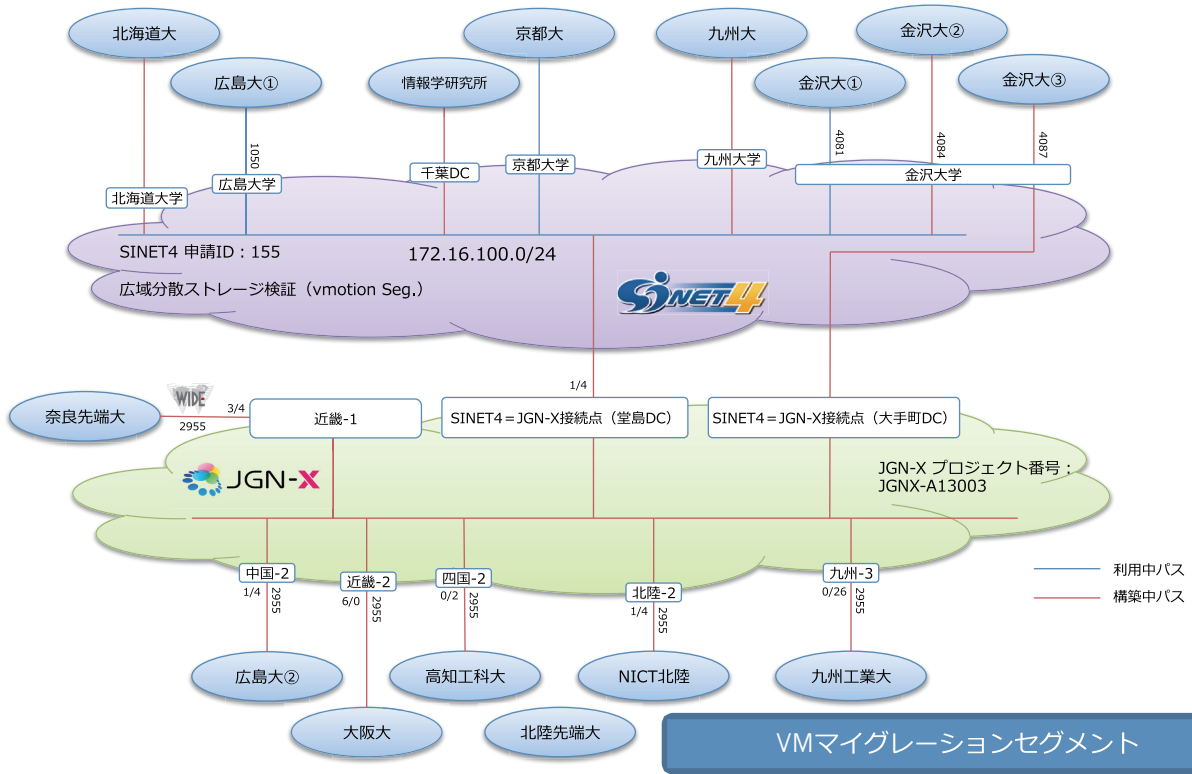 北海道大
広島大①
情報学研究所
京都大
九州大
金沢大①
金沢大②
金沢大③
1050
4081
4084
4087
北海道大学
広島大学
千葉DC
京都大学
九州大学
金沢大学
SINET4 申請ID：155
172.16.100.0/24
広域分散ストレージ検証（vmotion Seg.）
SINET4
奈良先端大
WIDE
3/4
2955
近畿-1
1/4
SINET4＝JGN-X接続点（堂島DC）
SINET4＝JGN-X接続点（大手町DC）
JGN-X
JGN-X プロジェクト番号：
JGNX-A13003
中国-2
1/4
2955
近畿-2
6/0
2955
四国-2
0/2
2955
北陸-2
1/4
2955
九州-3
0/26
2955
利用中パス
構築中パス
広島大②
高知工科大
NICT北陸
九州工業大
大阪大
北陸先端大
VMマイグレーションセグメント